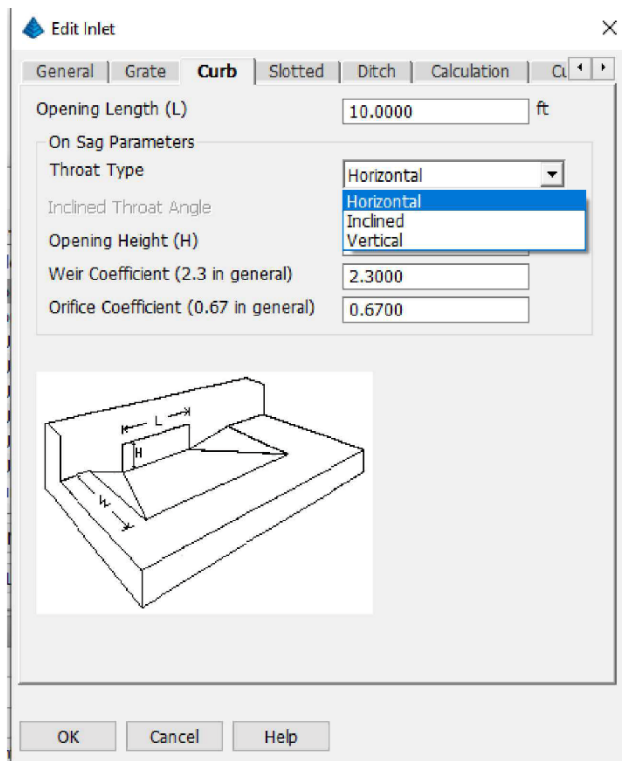 Edit Inlet
General Grate Curb Slotted Ditch Calculation
Opening Length (L) 10.0000 ft
On Sag Parameters
Throat Type Horizontal
Inclined Throat Angle Horizontal
Inclined
Opening Height (H) Vertical
Weir Coefficient (2.3 in general) 2.3000
Orifice Coefficient (0.67 in general) 0.6700
L
H
W
OK Cancel Help